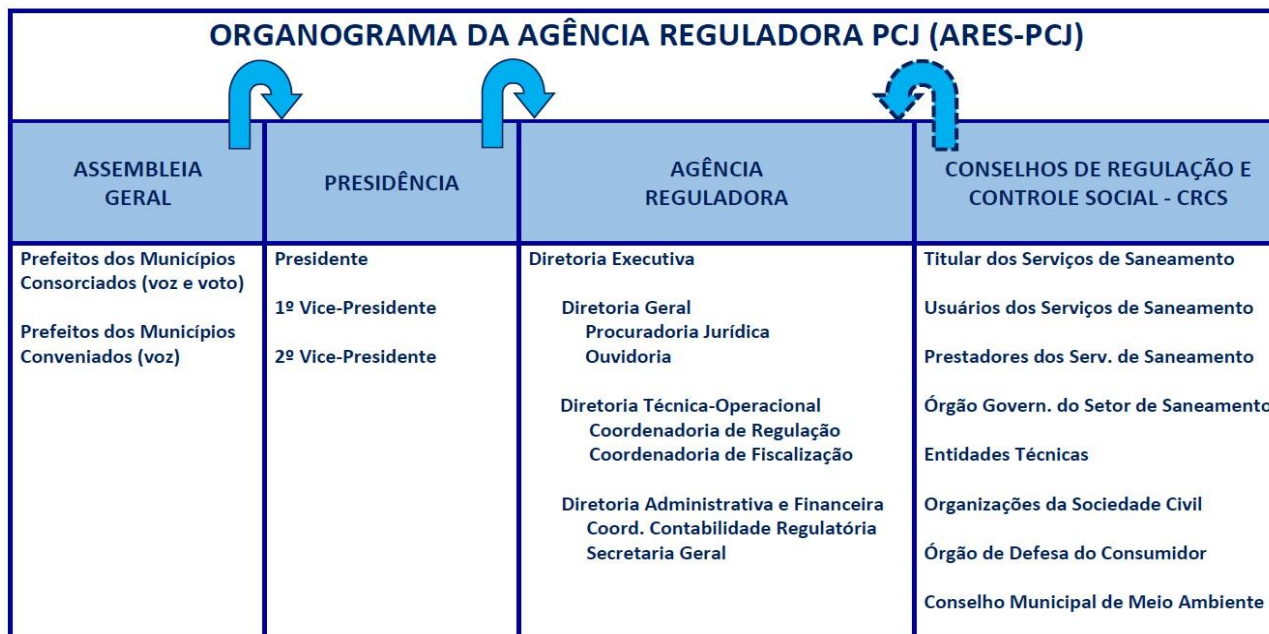 ORGANOGRAMA DA AGÊNCIA REGULADORA PCJ (ARES-PCJ)
ASSEMBLEIA
GERAL
PRESIDÊNCIA
AGÊNCIA
REGULADORA
CONSELHOS DE REGULAÇÃO E
CONTROLE SOCIAL - CRCS
Prefeitos dos Municípios
Consorciados (voz e voto)
Prefeitos dos Municípios
Conveniados (voz)
Presidente
1º Vice-Presidente
2º Vice-Presidente
Diretoria Executiva
Diretoria Geral
Procuradoria Jurídica
Ouvidoria
Diretoria Técnica-Operacional
Coordenadoria de Regulação
Coordenadoria de Fiscalização
Diretoria Administrativa e Financeira
Coord. Contabilidade Regulatória
Secretaria Geral
Titular dos Serviços de Saneamento
Usuários dos Serviços de Saneamento
Prestadores dos Serv. de Saneamento
Órgão Govern. do Setor de Saneamento
Entidades Técnicas
Organizações da Sociedade Civil
Órgão de Defesa do Consumidor
Conselho Municipal de Meio Ambiente